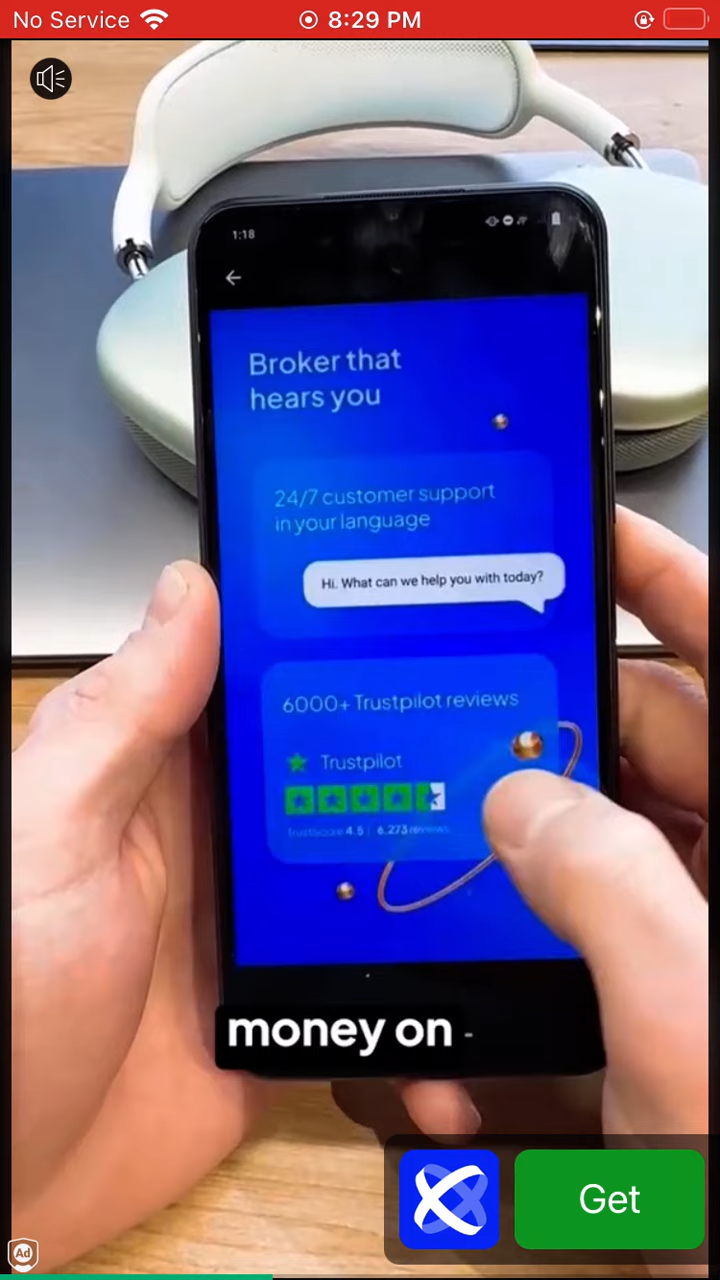 No Service
8:29 PM
1:18
Broker that
hears you
24/7 customer support
in your language
Hi. What can we help you with today?
6000+ Trustpilot reviews
Trustpilot
TrustScore 4.5 | 6,273 reviews
money on -
Get
Ad